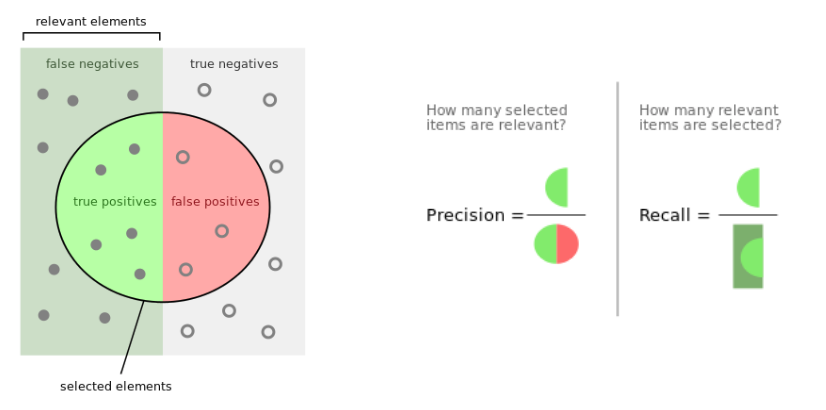 relevant elements
false negatives
true negatives
true positives
false positives
selected elements
How many selected
items are relevant?
Precision =
How many relevant
items are selected?
Recall =